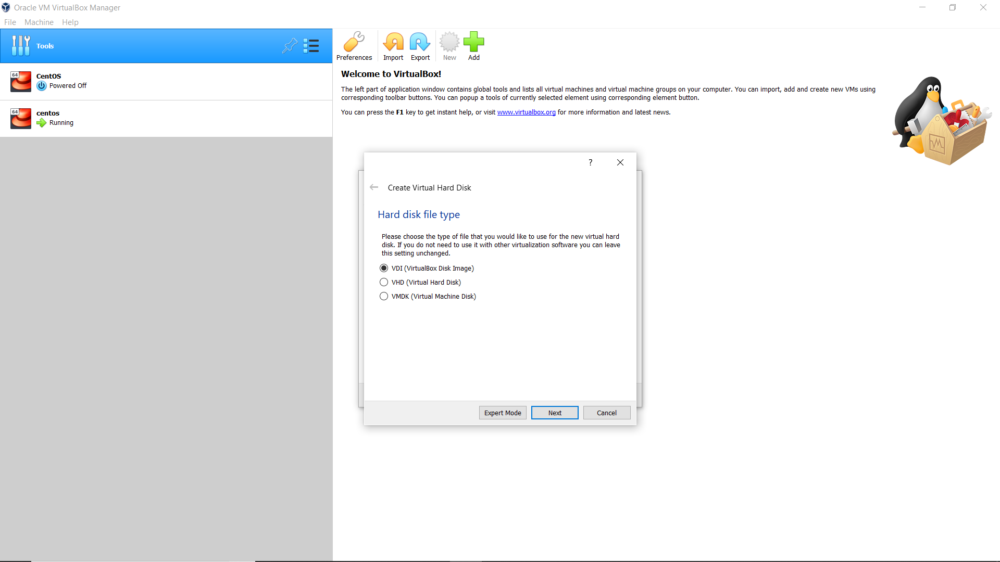 Oracle VM VirtualBox Manager
File Machine Help
Tools
64
CentOS
Powered Off
64
centos
Running
Preferences Import Export New Add
Welcome to VirtualBox!
The left part of application window contains global tools and lists all virtual machines and virtual machine groups on your computer. You can import, add and create new VMs using
corresponding toolbar buttons. You can popup a tools of currently selected element using corresponding element button.
You can press the F1 key to get instant help, or visit www.virtualbox.org for more information and latest news.
?
Create Virtual Hard Disk
Hard disk file type
Please choose the type of file that you would like to use for the new virtual hard
disk. If you do not need to use it with other virtualization software you can leave
this setting unchanged.
VDI (VirtualBox Disk Image)
VHD (Virtual Hard Disk)
VMDK (Virtual Machine Disk)
Expert Mode Next Cancel